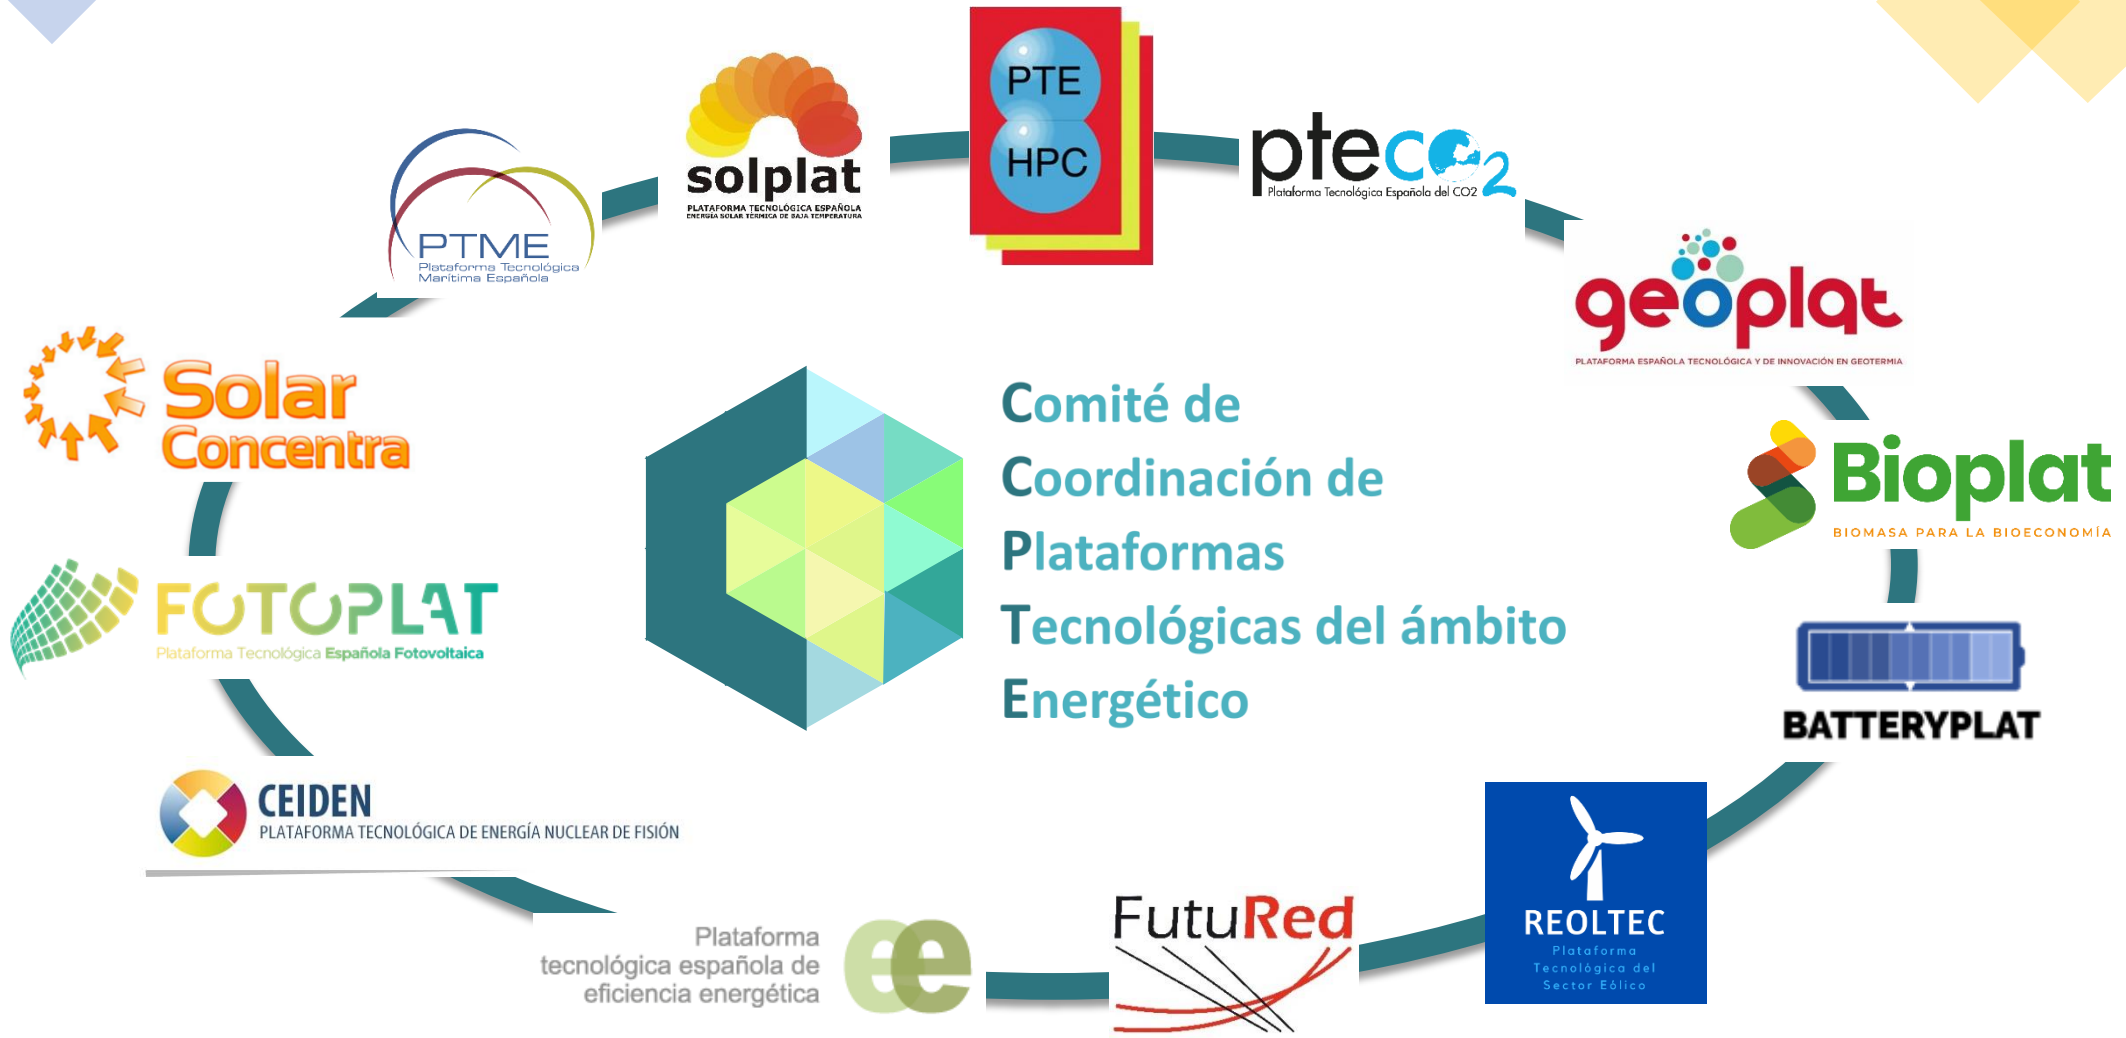 PTE
HPC
solplat
PLATAFORMA TECNOLÓGICA ESPAÑOLA
ENERGÍA SOLAR TÉRMICA DE BAJA TEMPERATURA
pteco2
Plataforma Tecnológica Española del CO2
PTME
Plataforma Tecnológica
Marítima Española
geoplat
PLATAFORMA ESPAÑOLA TECNOLÓGICA Y DE INNOVACIÓN EN GEOTERMIA
Solar
Concentra
Comité de
Coordinación de
Plataformas
Tecnológicas del ámbito
Energético
Bioplat
BIOMASA PARA LA BIOECONOMÍA
FOTOPLAT
Plataforma Tecnológica Española Fotovoltaica
BATTERYPLAT
CEIDEN
PLATAFORMA TECNOLÓGICA DE ENERGÍA NUCLEAR DE FISIÓN
REOLTEC
Plataforma
Tecnológica del
Sector Eólico
Plataforma
tecnológica española de
eficiencia energética
ee
FutuRed